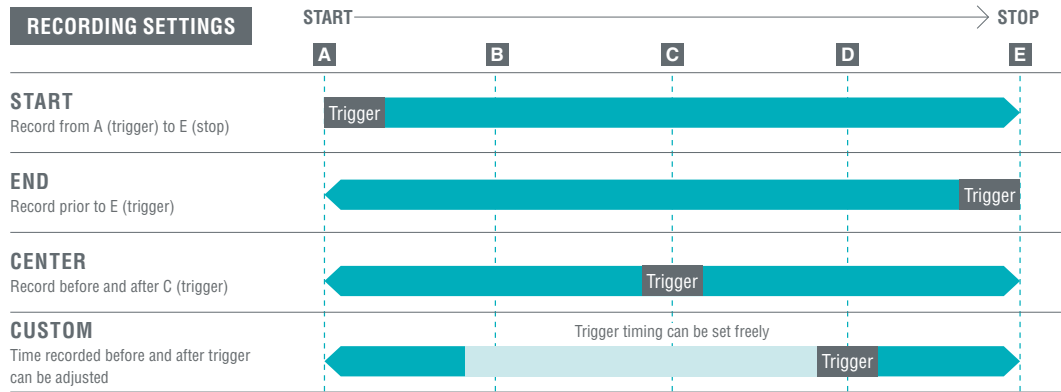 RECORDING SETTINGS
START
STOP
A
B
C
D
E
START
Record from A (trigger) to E (stop)
Trigger
END
Record prior to E (trigger)
Trigger
CENTER
Record before and after C (trigger)
Trigger
CUSTOM
Time recorded before and after trigger
can be adjusted
Trigger timing can be set freely
Trigger